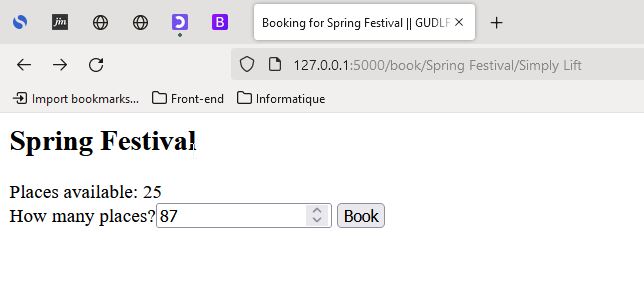 jin
B
Booking for Spring Festival || GUDLF
127.0.0.1:5000/book/Spring Festival/Simply Lift
Import bookmarks... Front-end Informatique
Spring Festival
Places available: 25
How many places? 87 Book